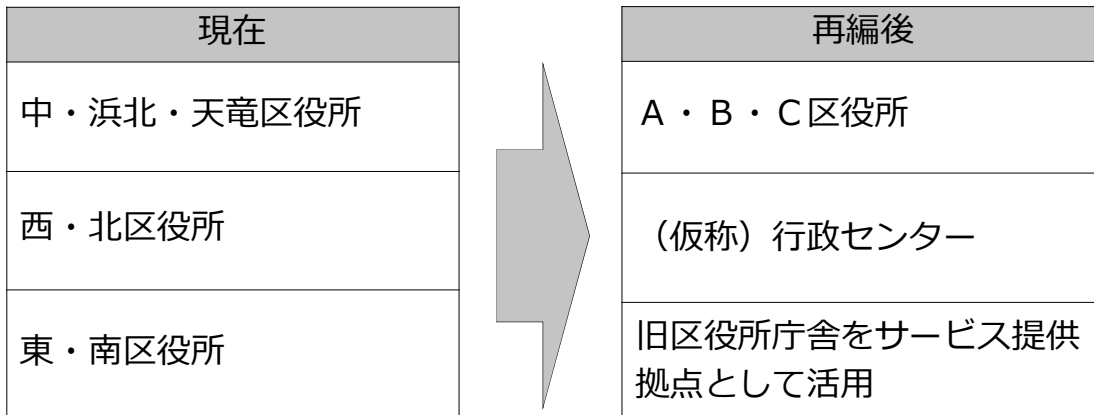 現在
中・浜北・天竜区役所
西・北区役所
東・南区役所
再編後
A・B・C区役所
（仮称）行政センター
旧区役所庁舎をサービス提供
拠点として活用